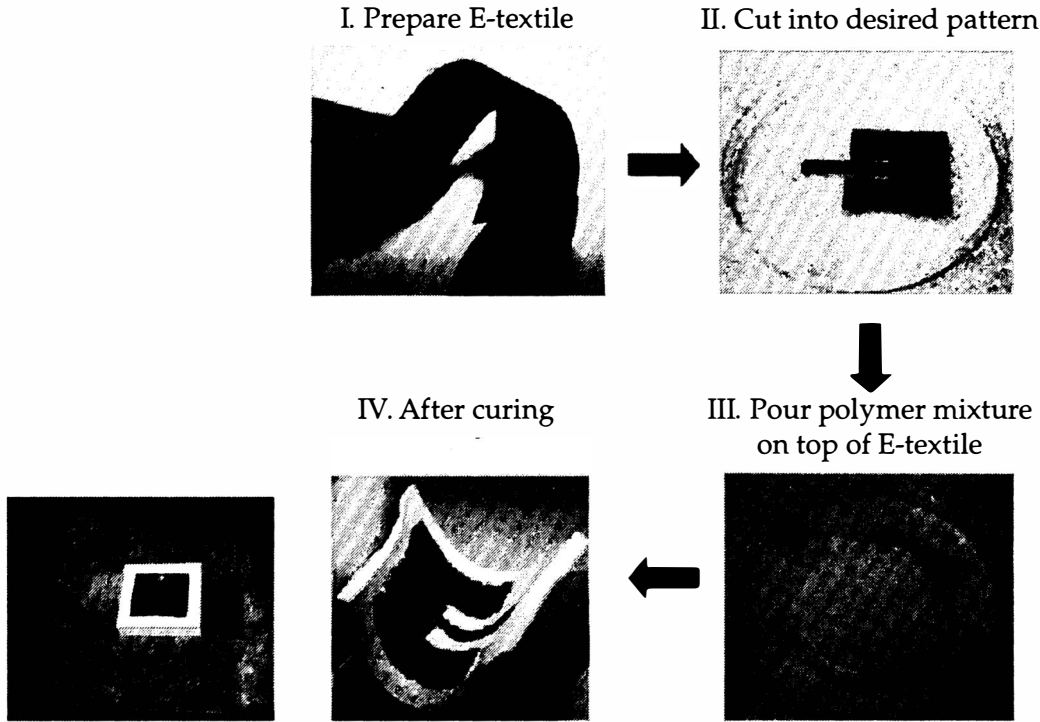 I. Prepare E-textile
II. Cut into desired pattern
III. Pour polymer mixture
on top of E-textile
IV. After curing